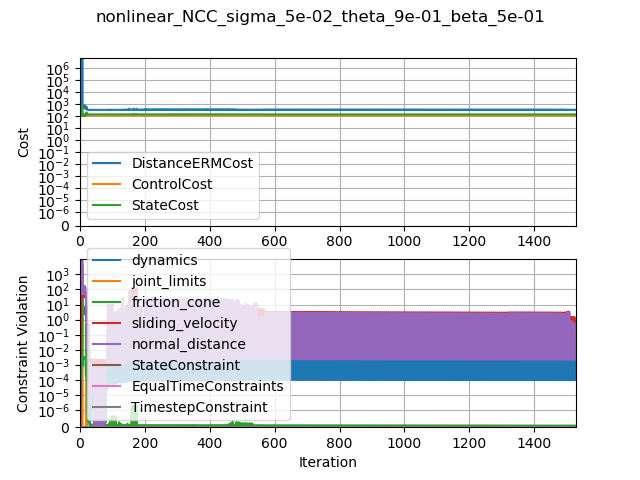 nonlinear_NCC_sigma_5e-02_theta_9e-01_beta_5e-01
Cost
10^6
10^5
10^4
10^3
10^2
10^1
10^0
10^-1
10^-2
10^-3
10^-4
10^-5
10^-6
0
DistanceERMCost
ControlCost
StateCost
0 200 400 600 800 1000 1200 1400
Constraint Violation
10^3
10^2
10^1
10^0
10^-1
10^-2
10^-3
10^-4
10^-5
10^-6
0
dynamics
joint_limits
friction_cone
sliding_velocity
normal_distance
StateConstraint
EqualTimeConstraints
TimestepConstraint
0 200 400 600 800 1000 1200 1400
Iteration